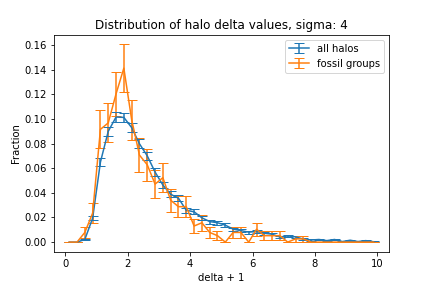 Distribution of halo delta values, sigma: 4
all halos
fossil groups
Fraction
0.16
0.14
0.12
0.10
0.08
0.06
0.04
0.02
0.00
0 2 4 6 8 10
delta + 1